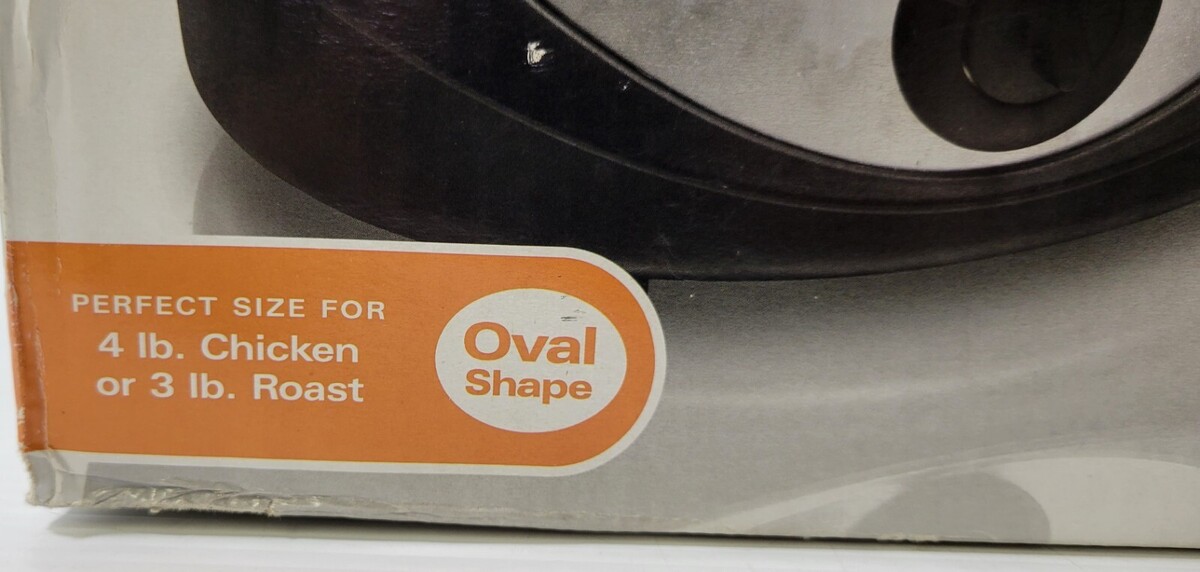 PERFECT SIZE FOR
4 lb. Chicken
or 3 lb. Roast
Oval
Shape